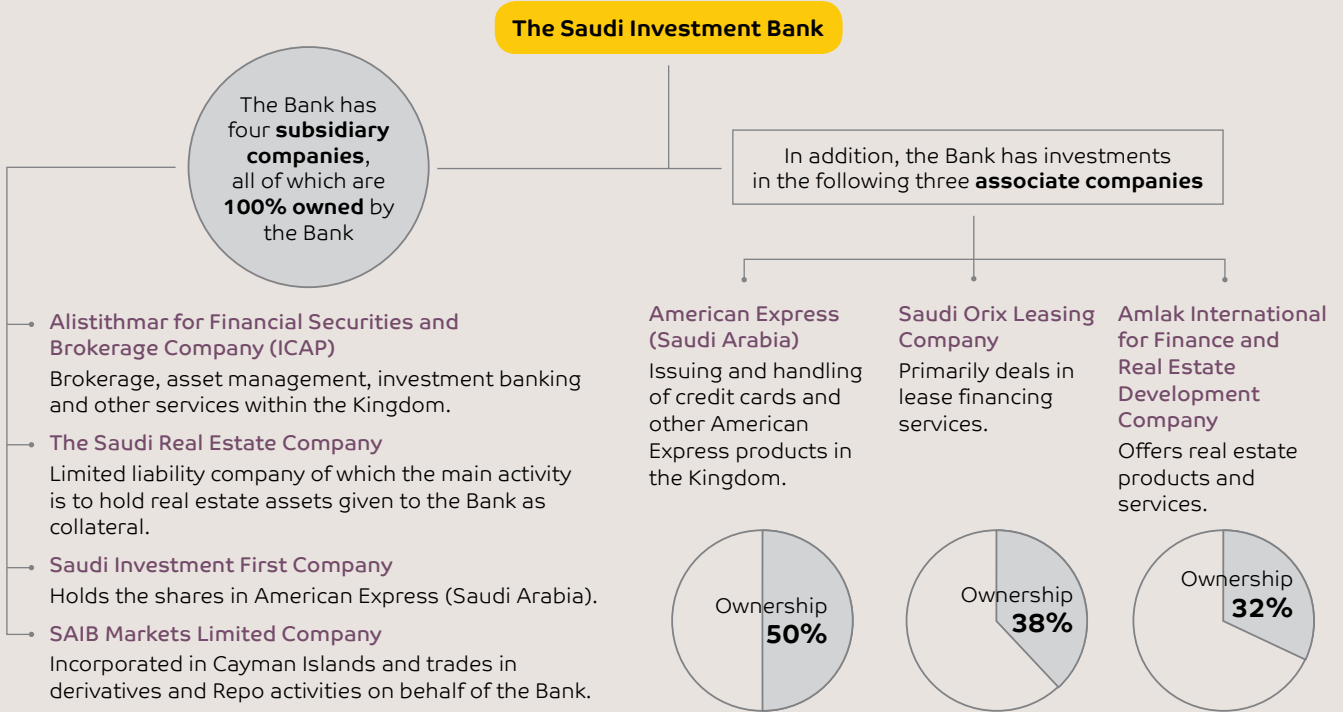 The Saudi Investment Bank
The Bank has
four subsidiary
companies,
all of which are
100% owned by
the Bank
In addition, the Bank has investments
in the following three associate companies
Alistithmar for Financial Securities and
Brokerage Company (ICAP)
Brokerage, asset management, investment banking
and other services within the Kingdom.
The Saudi Real Estate Company
Limited liability company of which the main activity
is to hold real estate assets given to the Bank as
collateral.
Saudi Investment First Company
Holds the shares in American Express (Saudi Arabia).
SAIB Markets Limited Company
Incorporated in Cayman Islands and trades in
derivatives and Repo activities on behalf of the Bank.
American Express
(Saudi Arabia)
Issuing and handling
of credit cards and
other American
Express products in
the Kingdom.
Ownership
50%
Saudi Orix Leasing
Company
Primarily deals in
lease financing
services.
Ownership
38%
Amlak International
for Finance and
Real Estate
Development
Company
Offers real estate
products and
services.
Ownership
32%